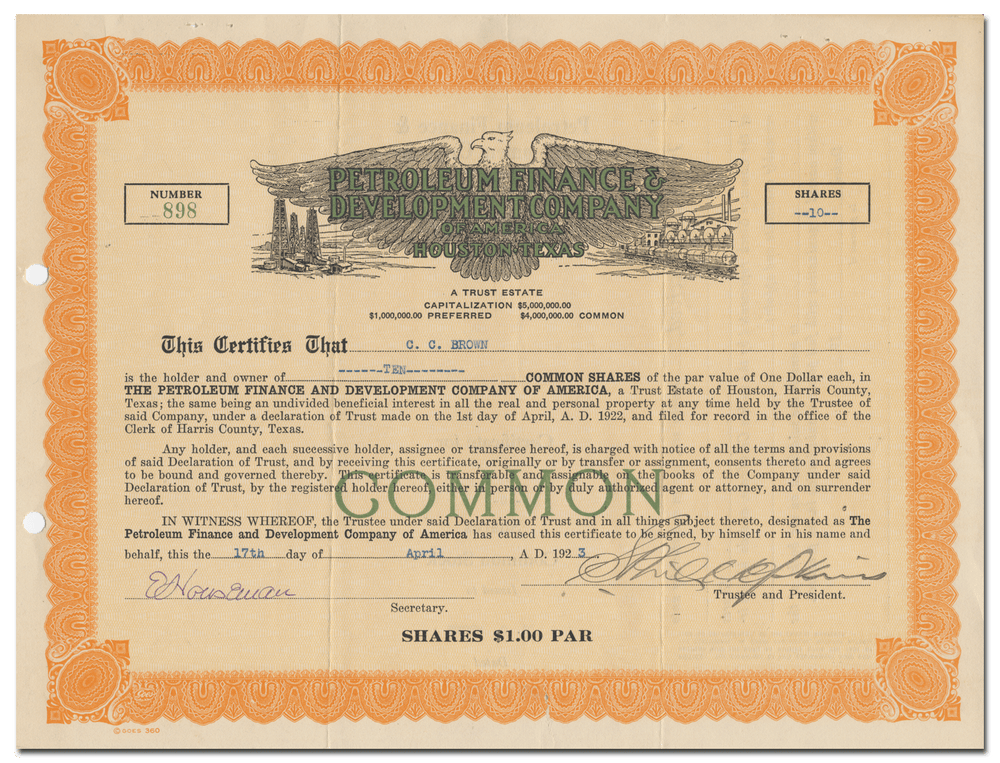 PETROLEUM FINANCE &
DEVELOPMENT COMPANY
OF AMERICA
HOUSTON TEXAS
NUMBER
898
SHARES
--10--
A TRUST ESTATE
CAPITALIZATION $5,000,000.00
$1,000,000.00 PREFERRED $4,000,000.00 COMMON
This Certifies That C. C. BROWN
is the holder and owner of ------TEN-------- COMMON SHARES of the par value of One Dollar each, in
THE PETROLEUM FINANCE AND DEVELOPMENT COMPANY OF AMERICA, a Trust Estate of Houston, Harris County,
Texas; the same being an undivided beneficial interest in all the real and personal property at any time held by the Trustee of
said Company, under a declaration of Trust made on the 1st day of April, A. D. 1922, and filed for record in the office of the
Clerk of Harris County, Texas.
Any holder, and each successive holder, assignee or transferee hereof, is charged with notice of all the terms and provisions
of said Declaration of Trust, and by receiving this certificate, originally or by transfer or assignment, consents thereto and agrees
to be bound and governed thereby. This certificate is transferable and assignable on the books of the Company under said
Declaration of Trust, by the registered holder hereof, either in person or by duly authorized agent or attorney, and on surrender
hereof.
COMMON
IN WITNESS WHEREOF, the Trustee under said Declaration of Trust and in all things subject thereto, designated as The
Petroleum Finance and Development Company of America has caused this certificate to be signed, by himself or in his name and
behalf, this the 17th day of April, A D. 1923.
E Houseman
Secretary.
Trustee and President.
SHARES $1.00 PAR
© GOES 360